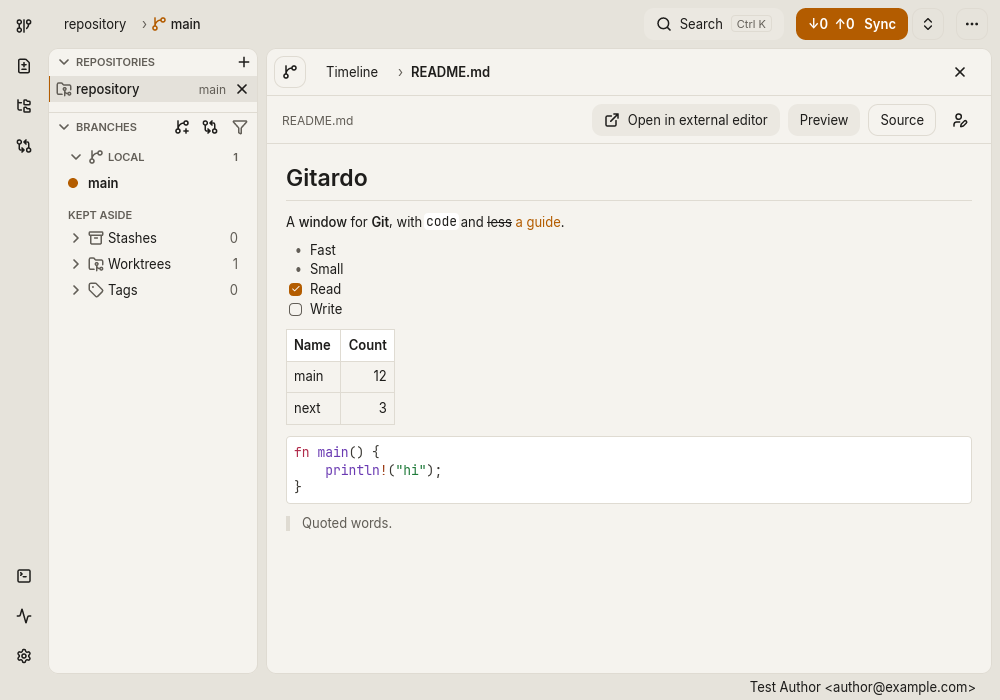 repository › main
Search Ctrl K
↓0 ↑0 Sync
REPOSITORIES
repository main
BRANCHES
LOCAL 1
main
KEPT ASIDE
Stashes 0
Worktrees 1
Tags 0
Timeline › README.md
README.md
Open in external editor
Preview
Source
Gitardo
A window for Git, with code and less a guide.
• Fast
• Small
Read
Write
Name Count
main 12
next 3
fn main() {
    println!("hi");
}
Quoted words.
Test Author <author@example.com>